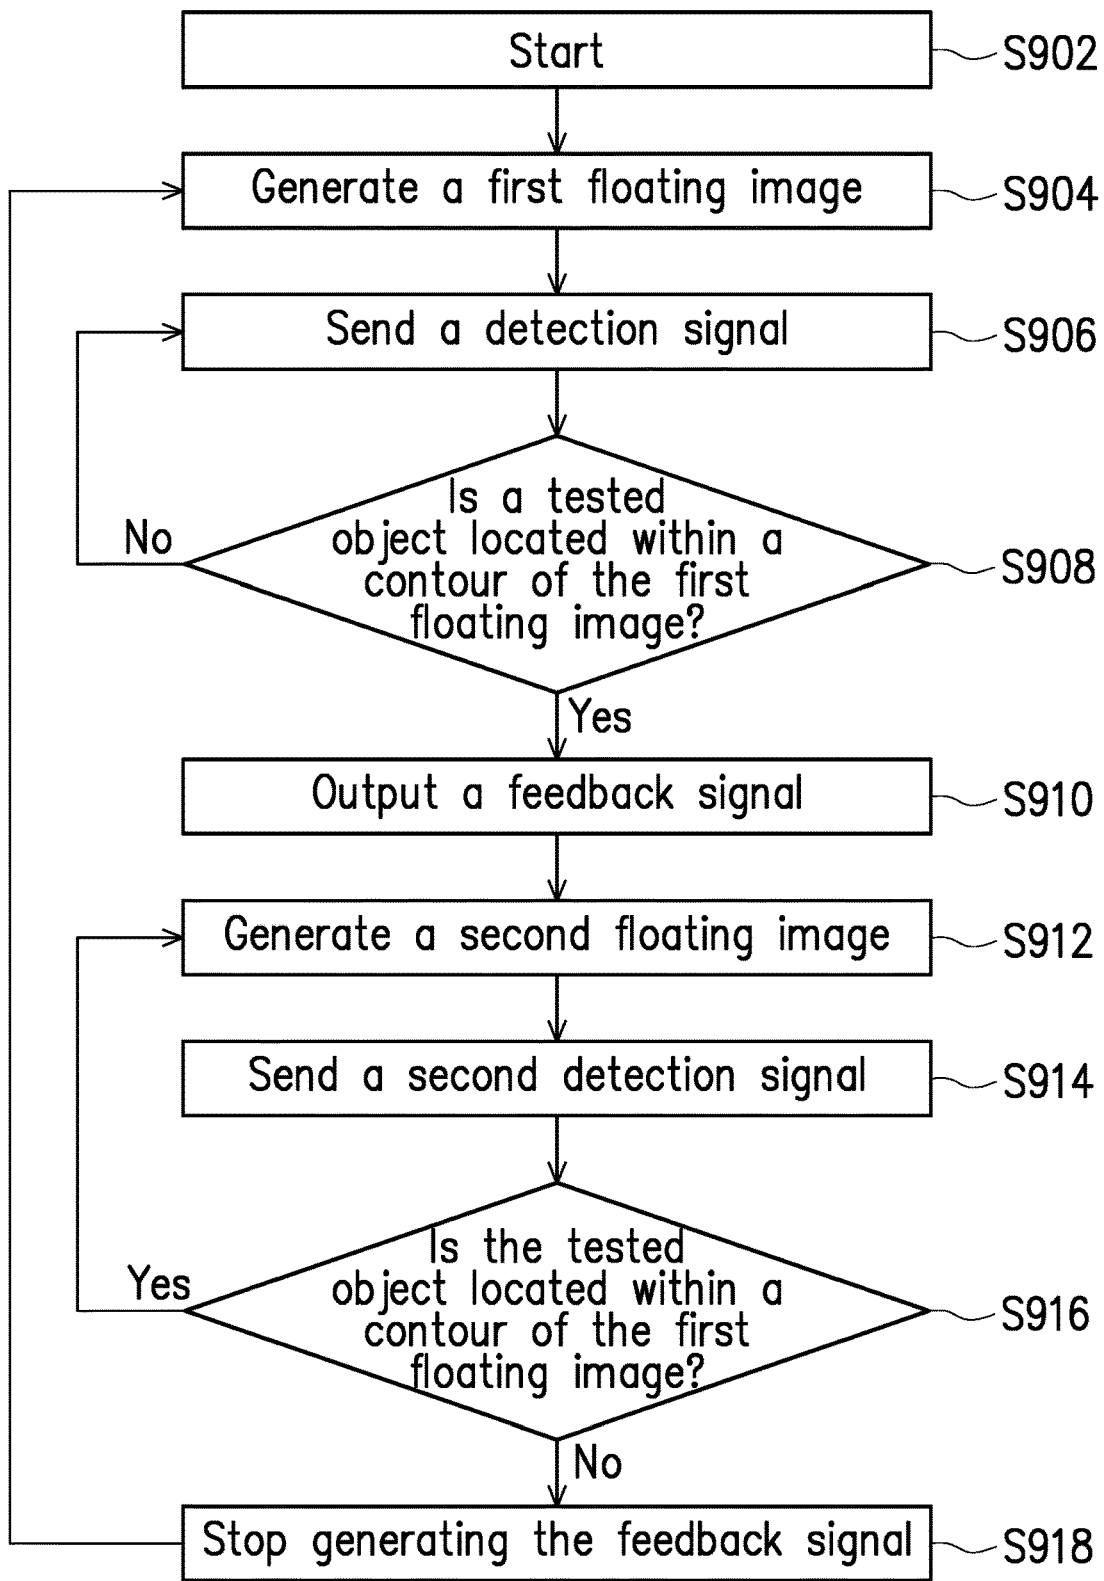 Start
S902
Generate a first floating image
S904
Send a detection signal
S906
Is a tested
object located within a
contour of the first
floating image?
No
S908
Yes
Output a feedback signal
S910
Generate a second floating image
S912
Send a second detection signal
S914
Is the tested
object located within a
contour of the first
floating image?
Yes
S916
No
Stop generating the feedback signal
S918